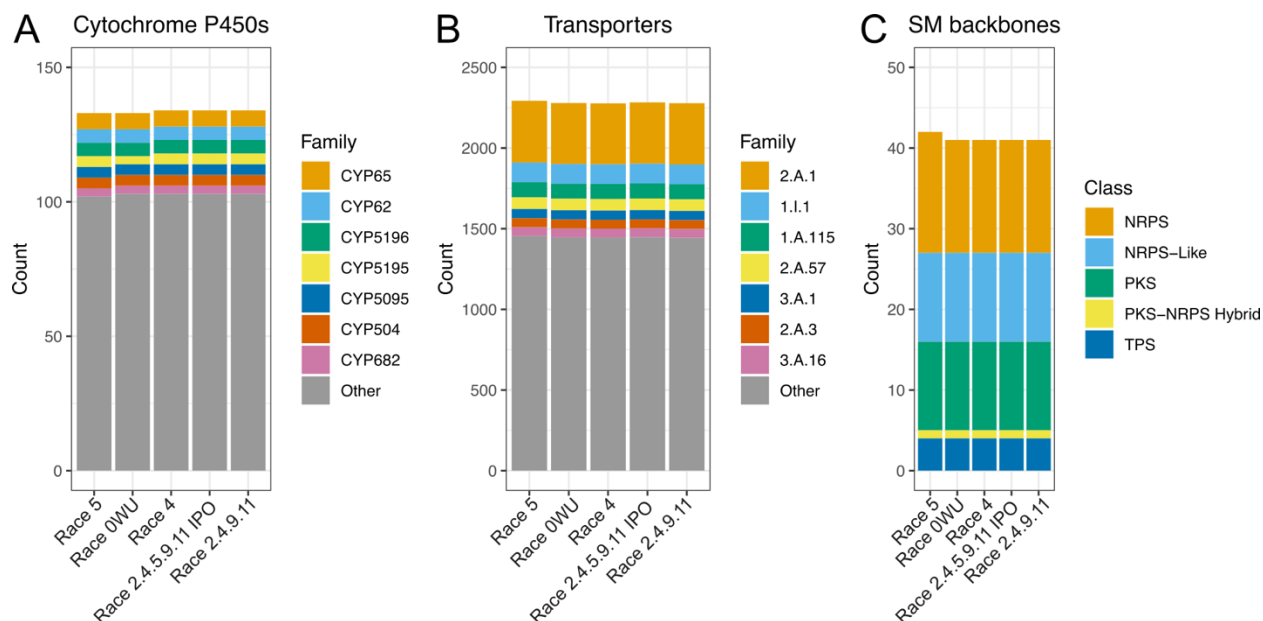 A Cytochrome P450s
150
100
50
0
Count
Race 5
Race 0WU
Race 4
Race 2.4.5.9.11 IPO
Race 2.4.9.11
Family
CYP65
CYP62
CYP5196
CYP5195
CYP5095
CYP504
CYP682
Other
B Transporters
2500
2000
1500
1000
500
0
Count
Race 5
Race 0WU
Race 4
Race 2.4.5.9.11 IPO
Race 2.4.9.11
Family
2.A.1
1.I.1
1.A.115
2.A.57
3.A.1
2.A.3
3.A.16
Other
C SM backbones
50
40
30
20
10
0
Count
Race 5
Race 0WU
Race 4
Race 2.4.5.9.11 IPO
Race 2.4.9.11
Class
NRPS
NRPS−Like
PKS
PKS−NRPS Hybrid
TPS